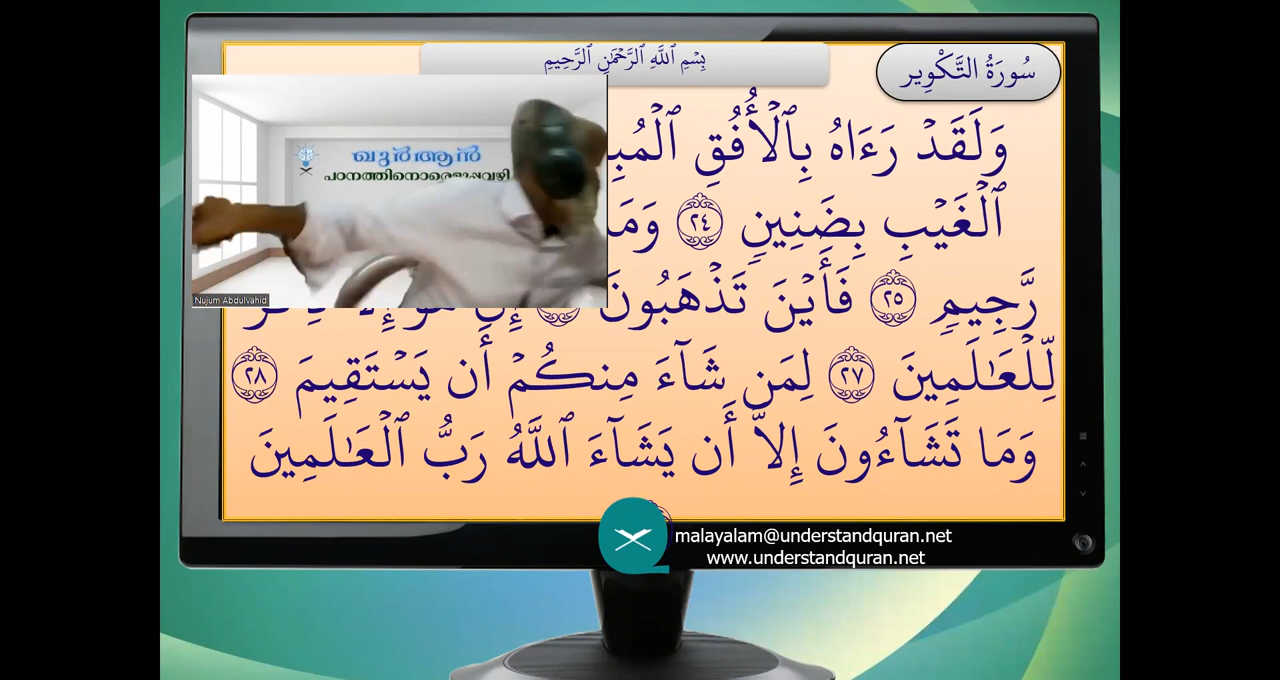 بِسْمِ ٱللَّهِ ٱلرَّحْمَٰنِ ٱلرَّحِيمِ
سُورَةُ التَّكْوِير
وَلَقَدْ رَءَاهُ بِٱلْأُفُقِ ٱلْمُبِ
ٱلْغَيْبِ بِضَنِينٍ ٢٤ وَمَ
رَّجِيمٍ ٢٥ فَأَيْنَ تَذْهَبُونَ
لِّلْعَٰلَمِينَ ٢٧ لِمَن شَآءَ مِنكُمْ أَن يَسْتَقِيمَ ٢٨
وَمَا تَشَآءُونَ إِلَّآ أَن يَشَآءَ ٱللَّهُ رَبُّ ٱلْعَٰلَمِينَ
ഖുർആൻ
Nujum AbdulVahid
malayalam@understandquran.net
www.understandquran.net